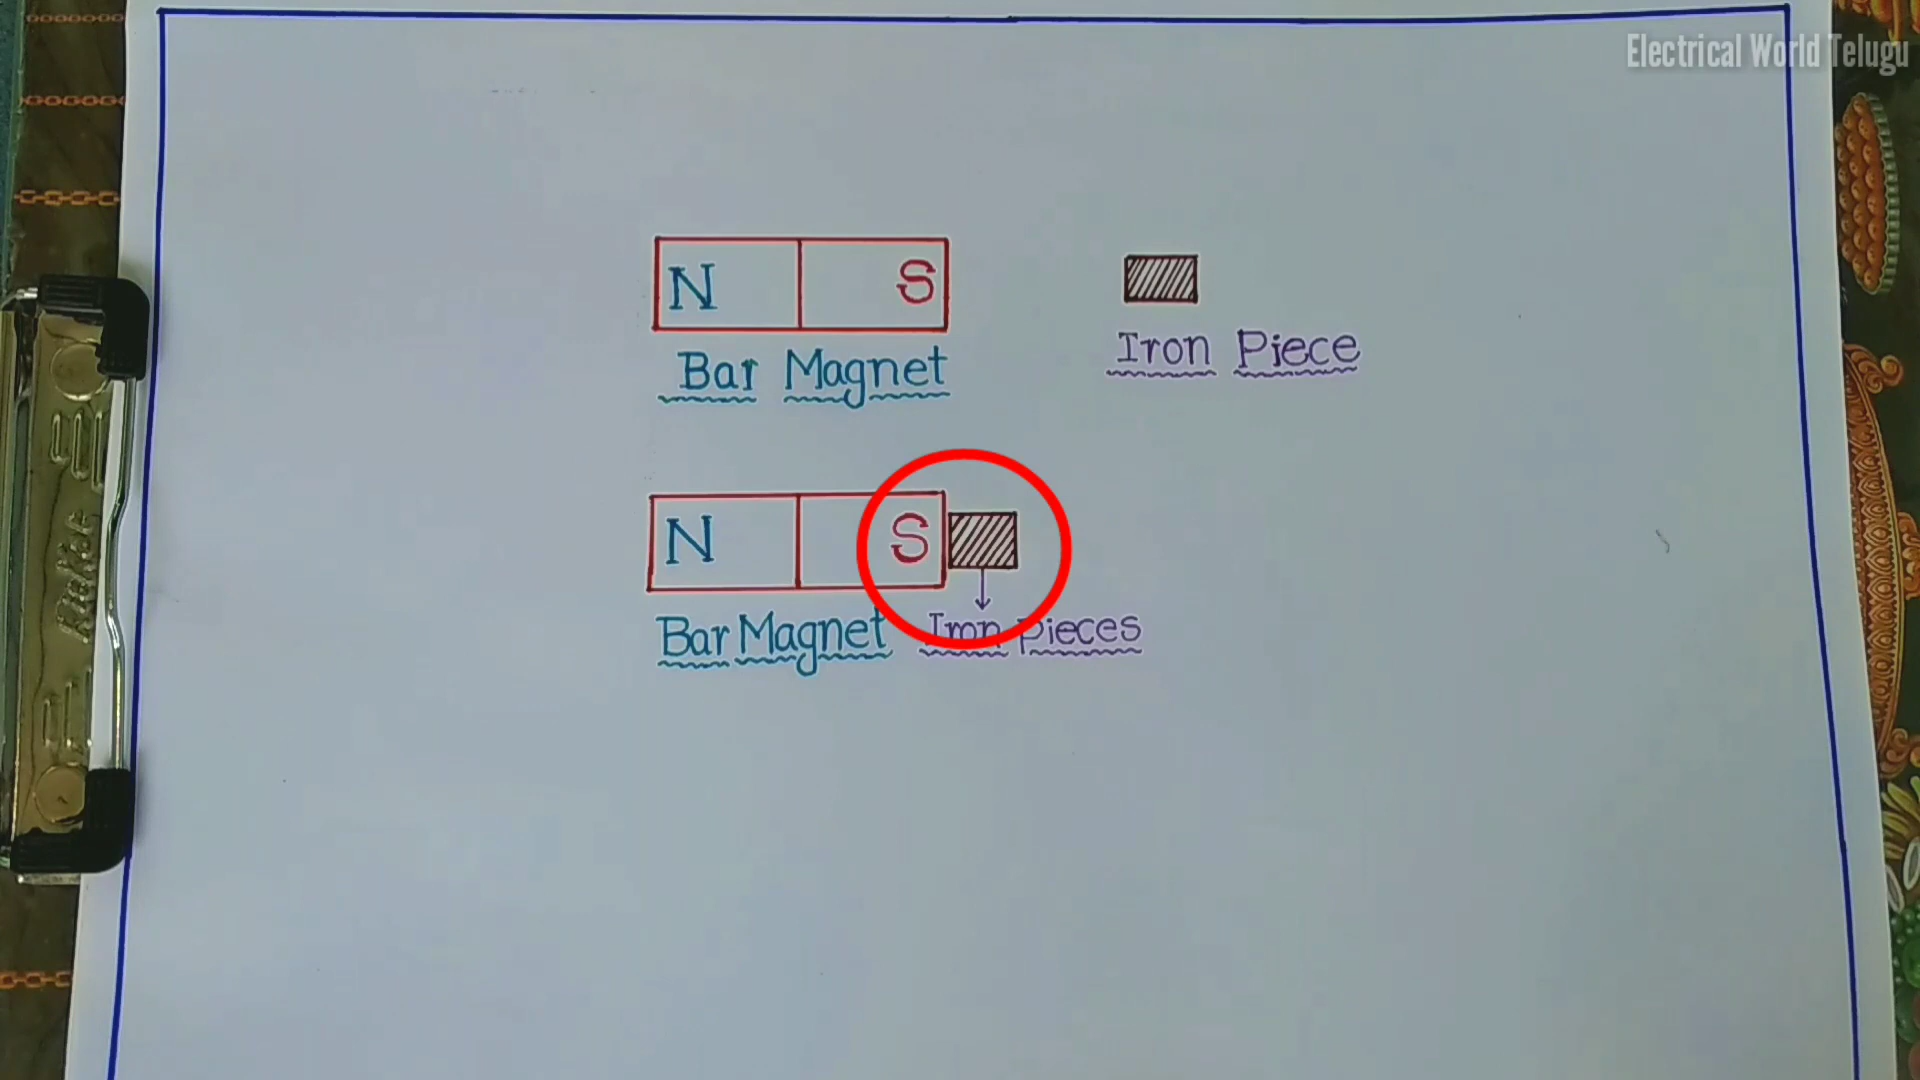 Electrical World Telugu
N S
Bar Magnet
Iron Piece
N S
Bar Magnet
Iron Pieces